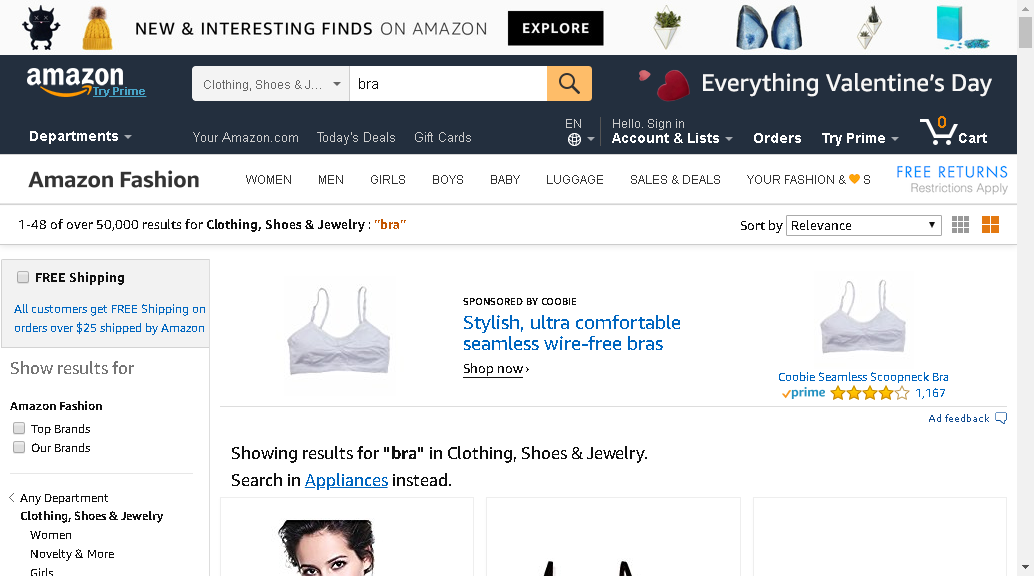 NEW & INTERESTING FINDS ON AMAZON EXPLORE
amazon
Try Prime
Clothing, Shoes & J...
bra
Everything Valentine's Day
Departments
Your Amazon.com Today's Deals Gift Cards
EN
Hello. Sign in
Account & Lists
Orders
Try Prime
0
Cart
Amazon Fashion
WOMEN MEN GIRLS BOYS BABY LUGGAGE SALES & DEALS YOUR FASHION & S
FREE RETURNS
Restrictions Apply
1-48 of over 50,000 results for Clothing, Shoes & Jewelry : "bra"
Sort by Relevance
FREE Shipping
All customers get FREE Shipping on
orders over $25 shipped by Amazon
Show results for
Amazon Fashion
Top Brands
Our Brands
Any Department
Clothing, Shoes & Jewelry
Women
Novelty & More
Girls
SPONSORED BY COOBIE
Stylish, ultra comfortable
seamless wire-free bras
Shop now ›
Coobie Seamless Scoopneck Bra
prime 1,167
Ad feedback
Showing results for "bra" in Clothing, Shoes & Jewelry.
Search in Appliances instead.